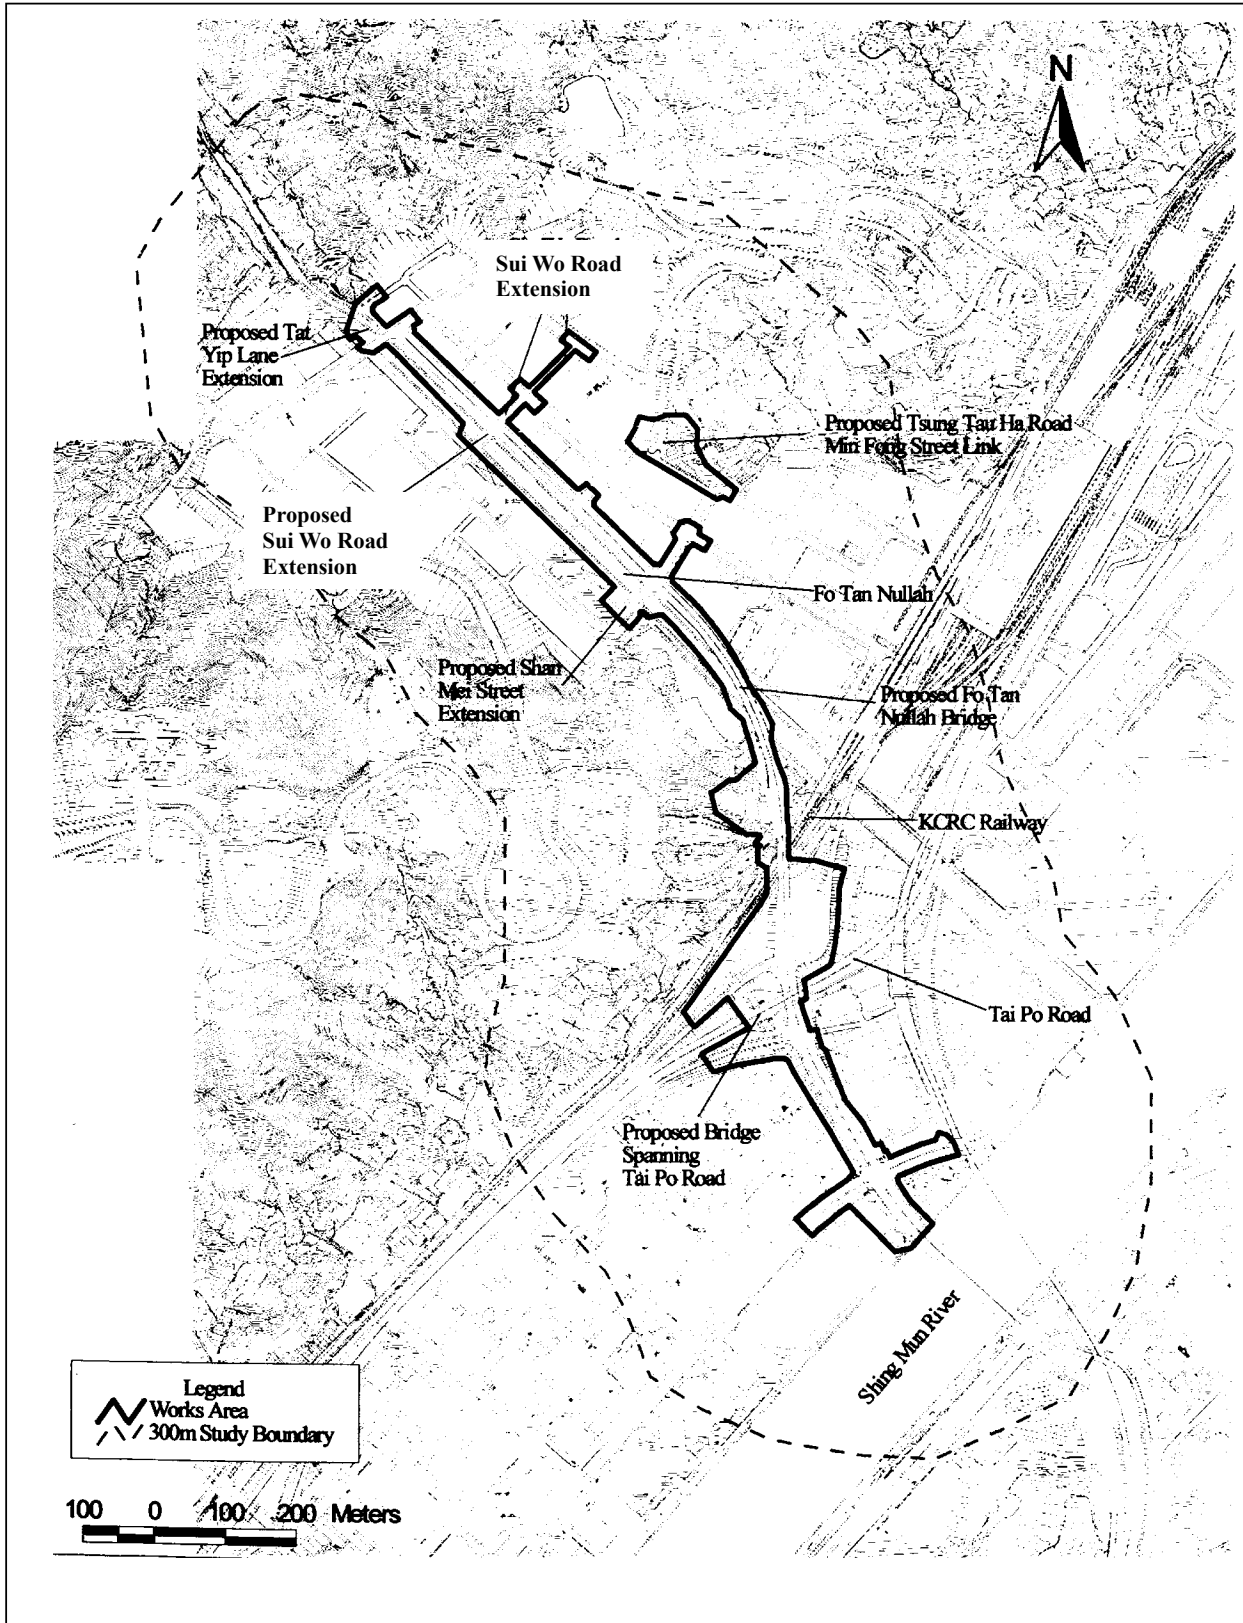 N
Sui Wo Road
Extension
Proposed Tat
Yip Lane
Extension
Proposed Tsung Tau Ha Road
Min Fong Street Link
Proposed
Sui Wo Road
Extension
Fo Tan Nullah
Proposed Shan
Mei Street
Extension
Proposed Fo Tan
Nullah Bridge
KCRC Railway
Tai Po Road
Proposed Bridge
Spanning
Tai Po Road
Shing Mun River
Legend
Works Area
300m Study Boundary
100 0 100 200 Meters